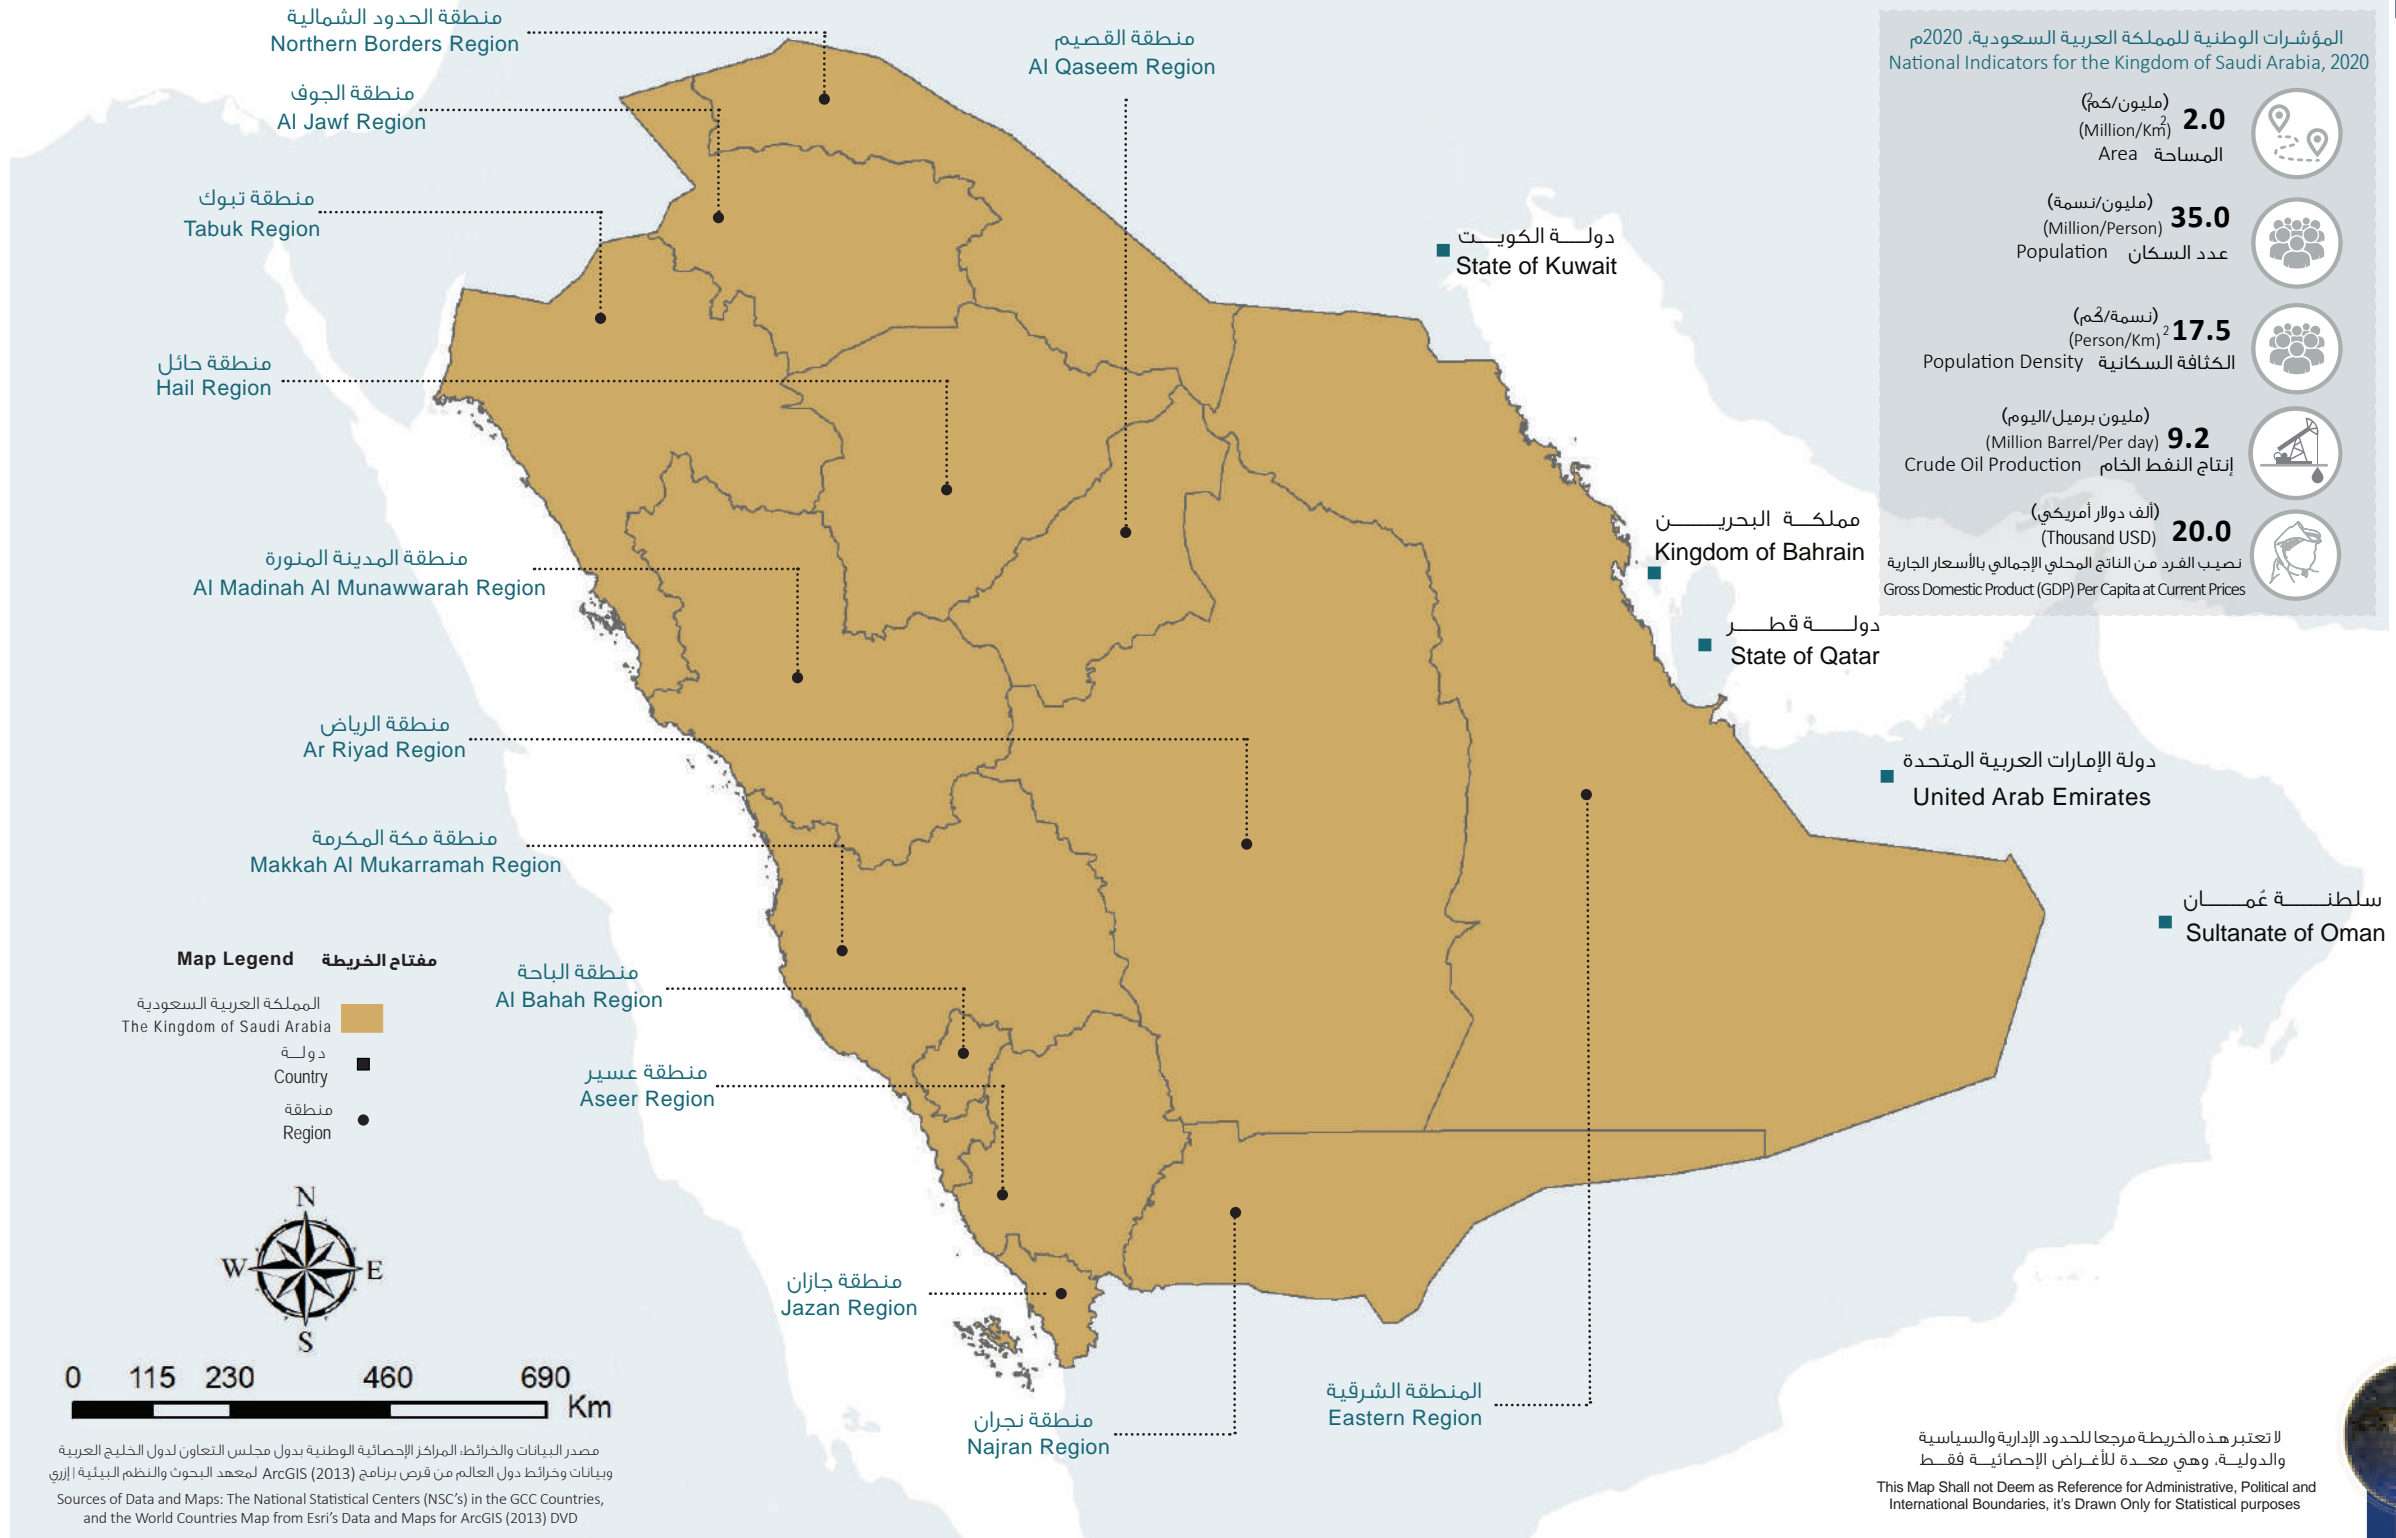 منطقة الحدود الشمالية
Northern Borders Region
منطقة الجوف
Al Jawf Region
منطقة تبوك
Tabuk Region
منطقة حائل
Hail Region
منطقة المدينة المنورة
Al Madinah Al Munawwarah Region
منطقة الرياض
Ar Riyad Region
منطقة مكة المكرمة
Makkah Al Mukarramah Region
منطقة الباحة
Al Bahah Region
منطقة عسير
Aseer Region
منطقة جازان
Jazan Region
منطقة نجران
Najran Region
المنطقة الشرقية
Eastern Region
منطقة القصيم
Al Qaseem Region
دولـــة الكويـــت
State of Kuwait
مملكـــة البحريـــــن
Kingdom of Bahrain
دولـــــة قطـــــر
State of Qatar
دولة الإمارات العربية المتحدة
United Arab Emirates
سلطنـــــة عُمـــــان
Sultanate of Oman
المؤشرات الوطنية للمملكة العربية السعودية، 2020م
National Indicators for the Kingdom of Saudi Arabia, 2020
(مليون/كم²)
(Million/Km²) 2.0
Area المساحة
(مليون/نسمة)
(Million/Person) 35.0
Population عدد السكان
(نسمة/كم²)
(Person/Km)² 17.5
Population Density الكثافة السكانية
(مليون برميل/اليوم)
(Million Barrel/Per day) 9.2
Crude Oil Production إنتاج النفط الخام
(ألف دولار أمريكي)
(Thousand USD) 20.0
نصيب الفرد من الناتج المحلي الإجمالي بالأسعار الجارية
Gross Domestic Product (GDP) Per Capita at Current Prices
Map Legend مفتاح الخريطة
المملكة العربية السعودية
The Kingdom of Saudi Arabia
دولـــة
Country
منطقة
Region
N
W E
S
0 115 230 460 690
Km
مصدر البيانات والخرائط: المراكز الإحصائية الوطنية بدول مجلس التعاون لدول الخليج العربية
وبيانات وخرائط دول العالم من قرص برنامج ArcGIS (2013) لمعهد البحوث والنظم البيئية | إزري
Sources of Data and Maps: The National Statistical Centers (NSC's) in the GCC Countries,
and the World Countries Map from Esri's Data and Maps for ArcGIS (2013) DVD
لا تعتبر هذه الخريطة مرجعا للحدود الإدارية والسياسية
والدوليـــة، وهي معـــدة للأغـــراض الإحصائيـــة فقـــط
This Map Shall not Deem as Reference for Administrative, Political and
International Boundaries, it's Drawn Only for Statistical purposes